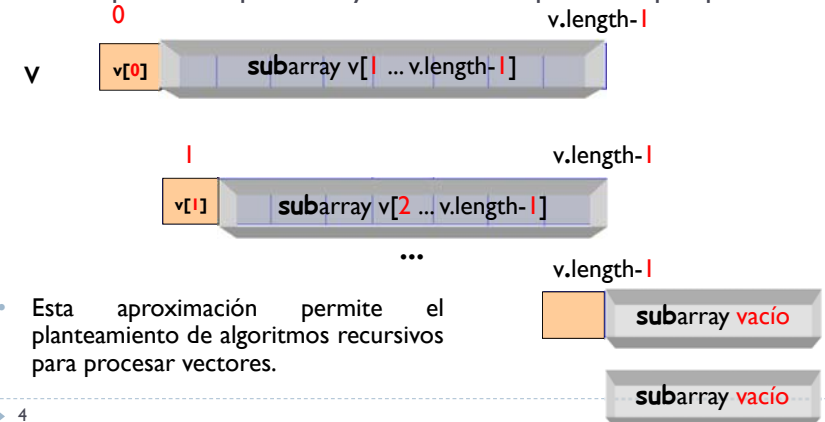 0
v.length-1
v
v[0]
subarray v[1 ... v.length-1]
1
v.length-1
v[1]
subarray v[2 ... v.length-1]
...
v.length-1
subarray vacío
• Esta aproximación permite el
planteamiento de algoritmos recursivos
para procesar vectores.
subarray vacío
4